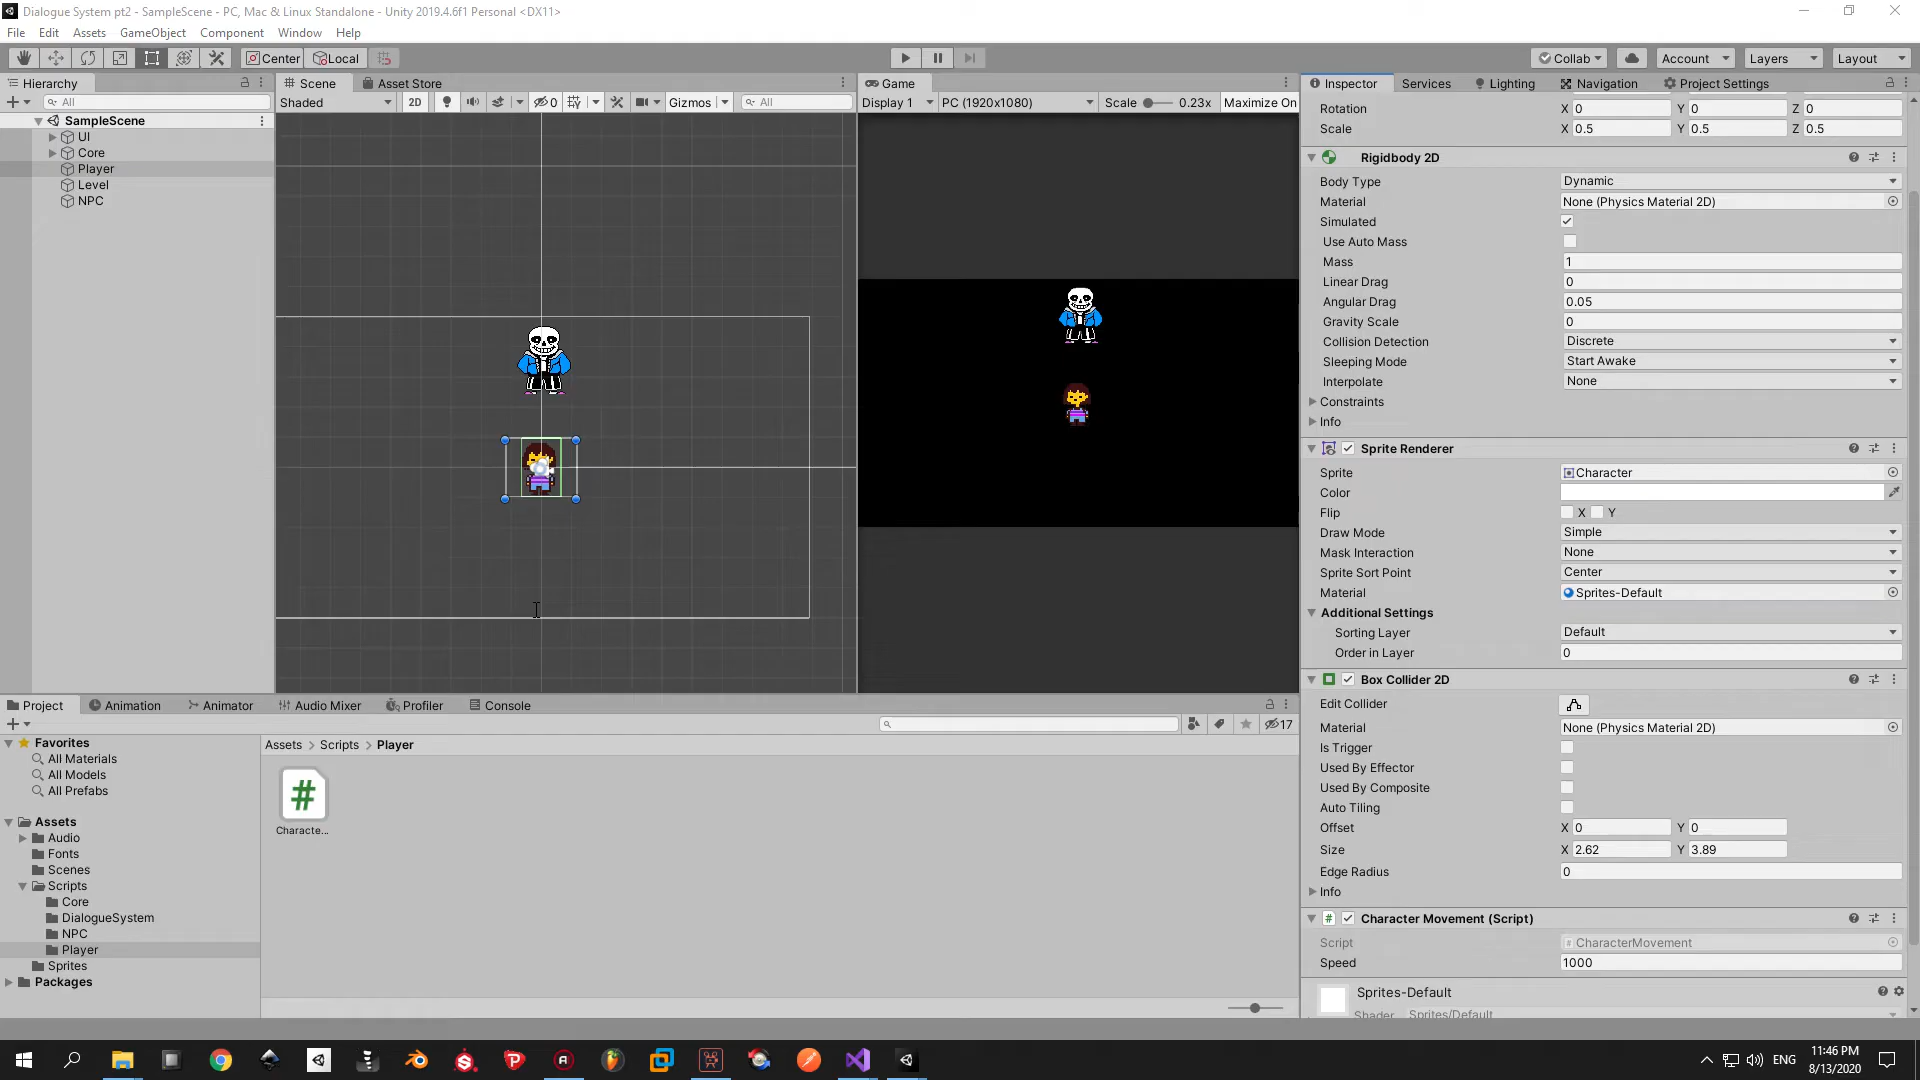 Dialogue System pt2 - SampleScene - PC, Mac & Linux Standalone - Unity 2019.4.6f1 Personal <DX11>
File Edit Assets GameObject Component Window Help
Center Local Collab Account Layers Layout
Hierarchy
All
SampleScene
UI
Core
Player
Level
NPC
Scene Asset Store
Shaded 2D 0 Gizmos All
Game
Display 1 PC (1920x1080) Scale 0.23x Maximize On
Inspector Services Lighting Navigation Project Settings
Rotation X 0 Y 0 Z 0
Scale X 0.5 Y 0.5 Z 0.5
Rigidbody 2D
Body Type Dynamic
Material None (Physics Material 2D)
Simulated
Use Auto Mass
Mass 1
Linear Drag 0
Angular Drag 0.05
Gravity Scale 0
Collision Detection Discrete
Sleeping Mode Start Awake
Interpolate None
Constraints
Info
Sprite Renderer
Sprite Character
Color
Flip X Y
Draw Mode Simple
Mask Interaction None
Sprite Sort Point Center
Material Sprites-Default
Additional Settings
Sorting Layer Default
Order in Layer 0
Box Collider 2D
Edit Collider
Material None (Physics Material 2D)
Is Trigger
Used By Effector
Used By Composite
Auto Tiling
Offset X 0 Y 0
Size X 2.62 Y 3.89
Edge Radius 0
Info
Character Movement (Script)
Script # CharacterMovement
Speed 1000
Sprites-Default
Shader Sprites/Default
Project Animation Animator Audio Mixer Profiler Console
17
Favorites
All Materials
All Models
All Prefabs
Assets
Audio
Fonts
Scenes
Scripts
Core
DialogueSystem
NPC
Player
Sprites
Packages
Assets > Scripts > Player
#
Characte...
ENG
11:46 PM
8/13/2020